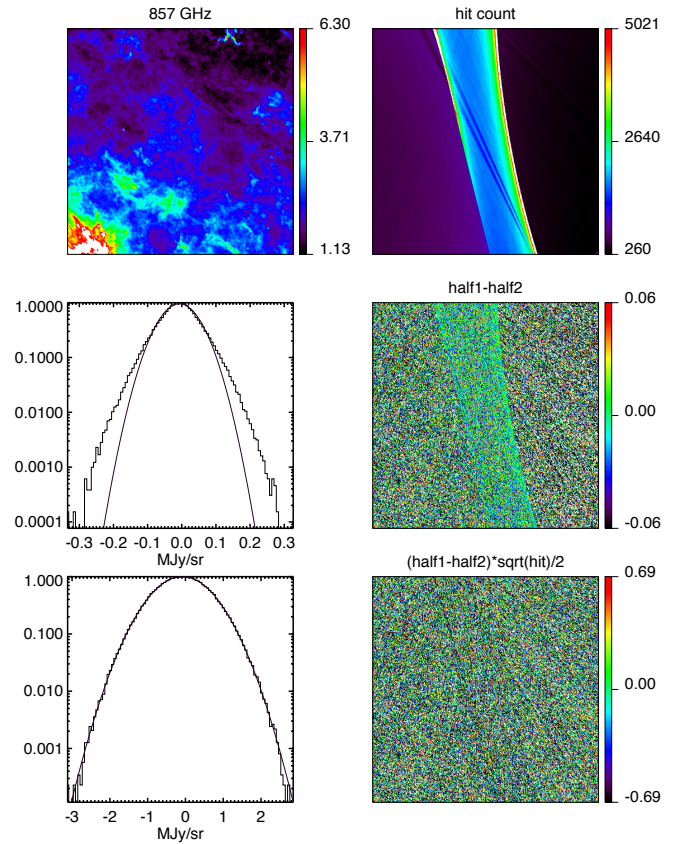 857 GHz
6.30
3.71
1.13
hit count
5021
2640
260
1.0000
0.1000
0.0100
0.0010
0.0001
-0.3 -0.2 -0.1 0.0 0.1 0.2 0.3
MJy/sr
half1-half2
0.06
0.00
-0.06
1.000
0.100
0.010
0.001
-3 -2 -1 0 1 2
MJy/sr
(half1-half2)*sqrt(hit)/2
0.69
0.00
-0.69